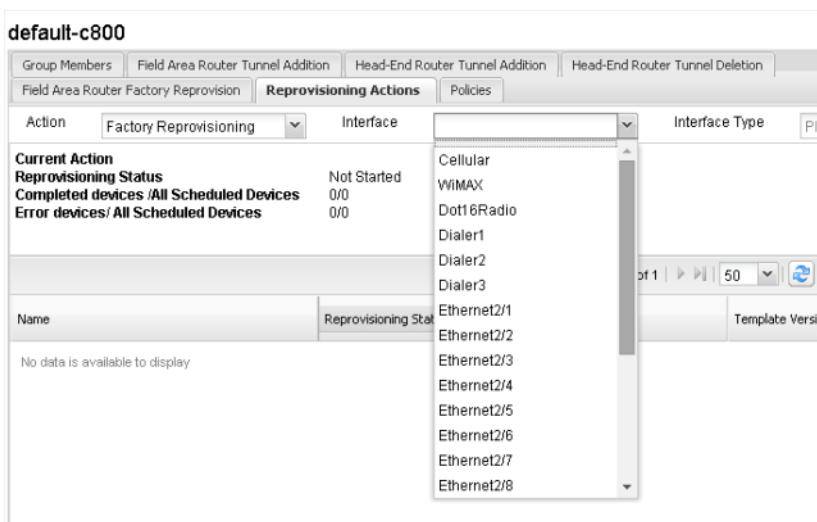 default-c800
Group Members
Field Area Router Tunnel Addition
Head-End Router Tunnel Addition
Head-End Router Tunnel Deletion
Field Area Router Factory Reprovision
Reprovisioning Actions
Policies
Action
Factory Reprovisioning
Interface
Interface Type
Current Action
Reprovisioning Status
Not Started
Completed devices /All Scheduled Devices
0/0
Error devices/ All Scheduled Devices
0/0
Cellular
WiMAX
Dot16Radio
Dialer1
Dialer2
Dialer3
Ethernet2/1
Ethernet2/2
Ethernet2/3
Ethernet2/4
Ethernet2/5
Ethernet2/6
Ethernet2/7
Ethernet2/8
of 1
50
Name
Reprovisioning Stat
Template Versi
No data is available to display